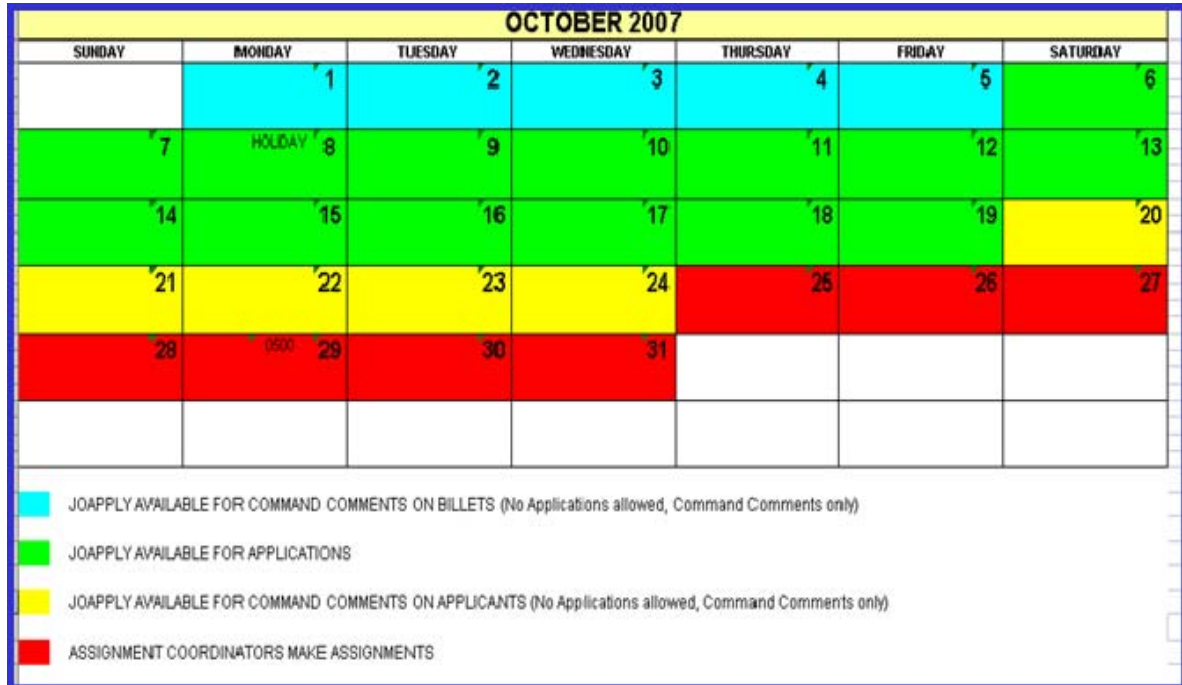 OCTOBER 2007
SUNDAY MONDAY TUESDAY WEDNESDAY THURSDAY FRIDAY SATURDAY
1 2 3 4 5 6
7 HOLIDAY 8 9 10 11 12 13
14 15 16 17 18 19 20
21 22 23 24 25 26 27
28 0500 29 30 31
JOAPPLY AVAILABLE FOR COMMAND COMMENTS ON BILLETS (No Applications allowed, Command Comments only)
JOAPPLY AVAILABLE FOR APPLICATIONS
JOAPPLY AVAILABLE FOR COMMAND COMMENTS ON APPLICANTS (No Applications allowed, Command Comments only)
ASSIGNMENT COORDINATORS MAKE ASSIGNMENTS